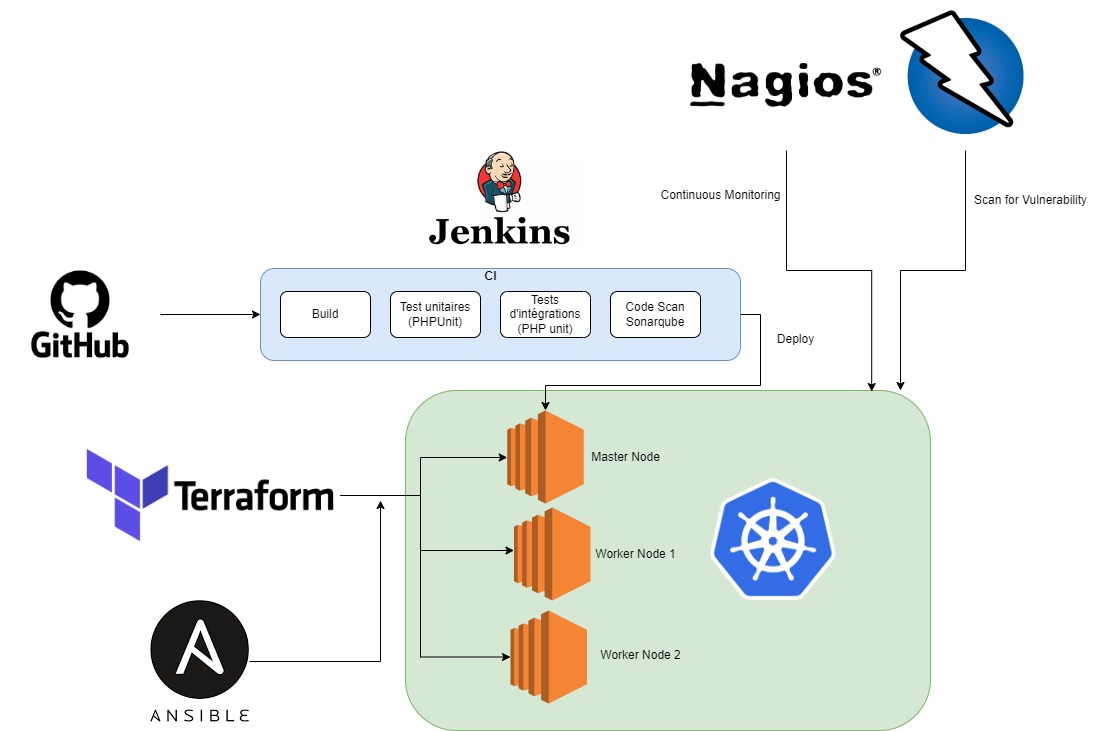 Nagios®
Continuous Monitoring
Scan for Vulnerability
Jenkins
CI
Build
Test unitaires
(PHPUnit)
Tests
d'intégrations
(PHP unit)
Code Scan
Sonarqube
GitHub
Deploy
Master Node
Terraform
Worker Node 1
Worker Node 2
ANSIBLE